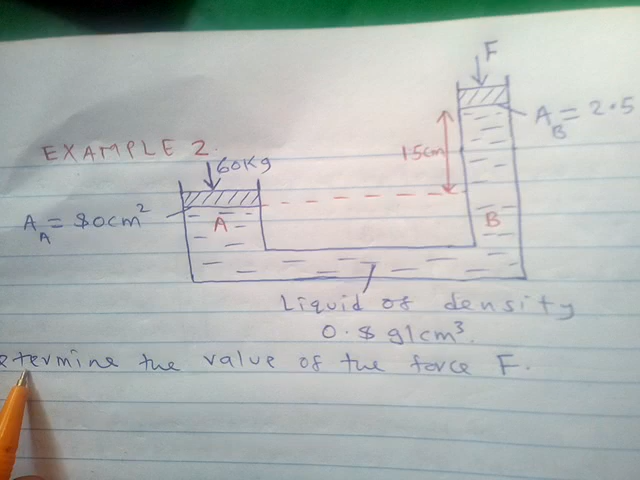 F
A_B = 2.5
EXAMPLE 2.
15cm
60Kg
A_A = 80cm²
A
B
Liquid of density
0.8 g/cm³.
etermine the value of the force F.